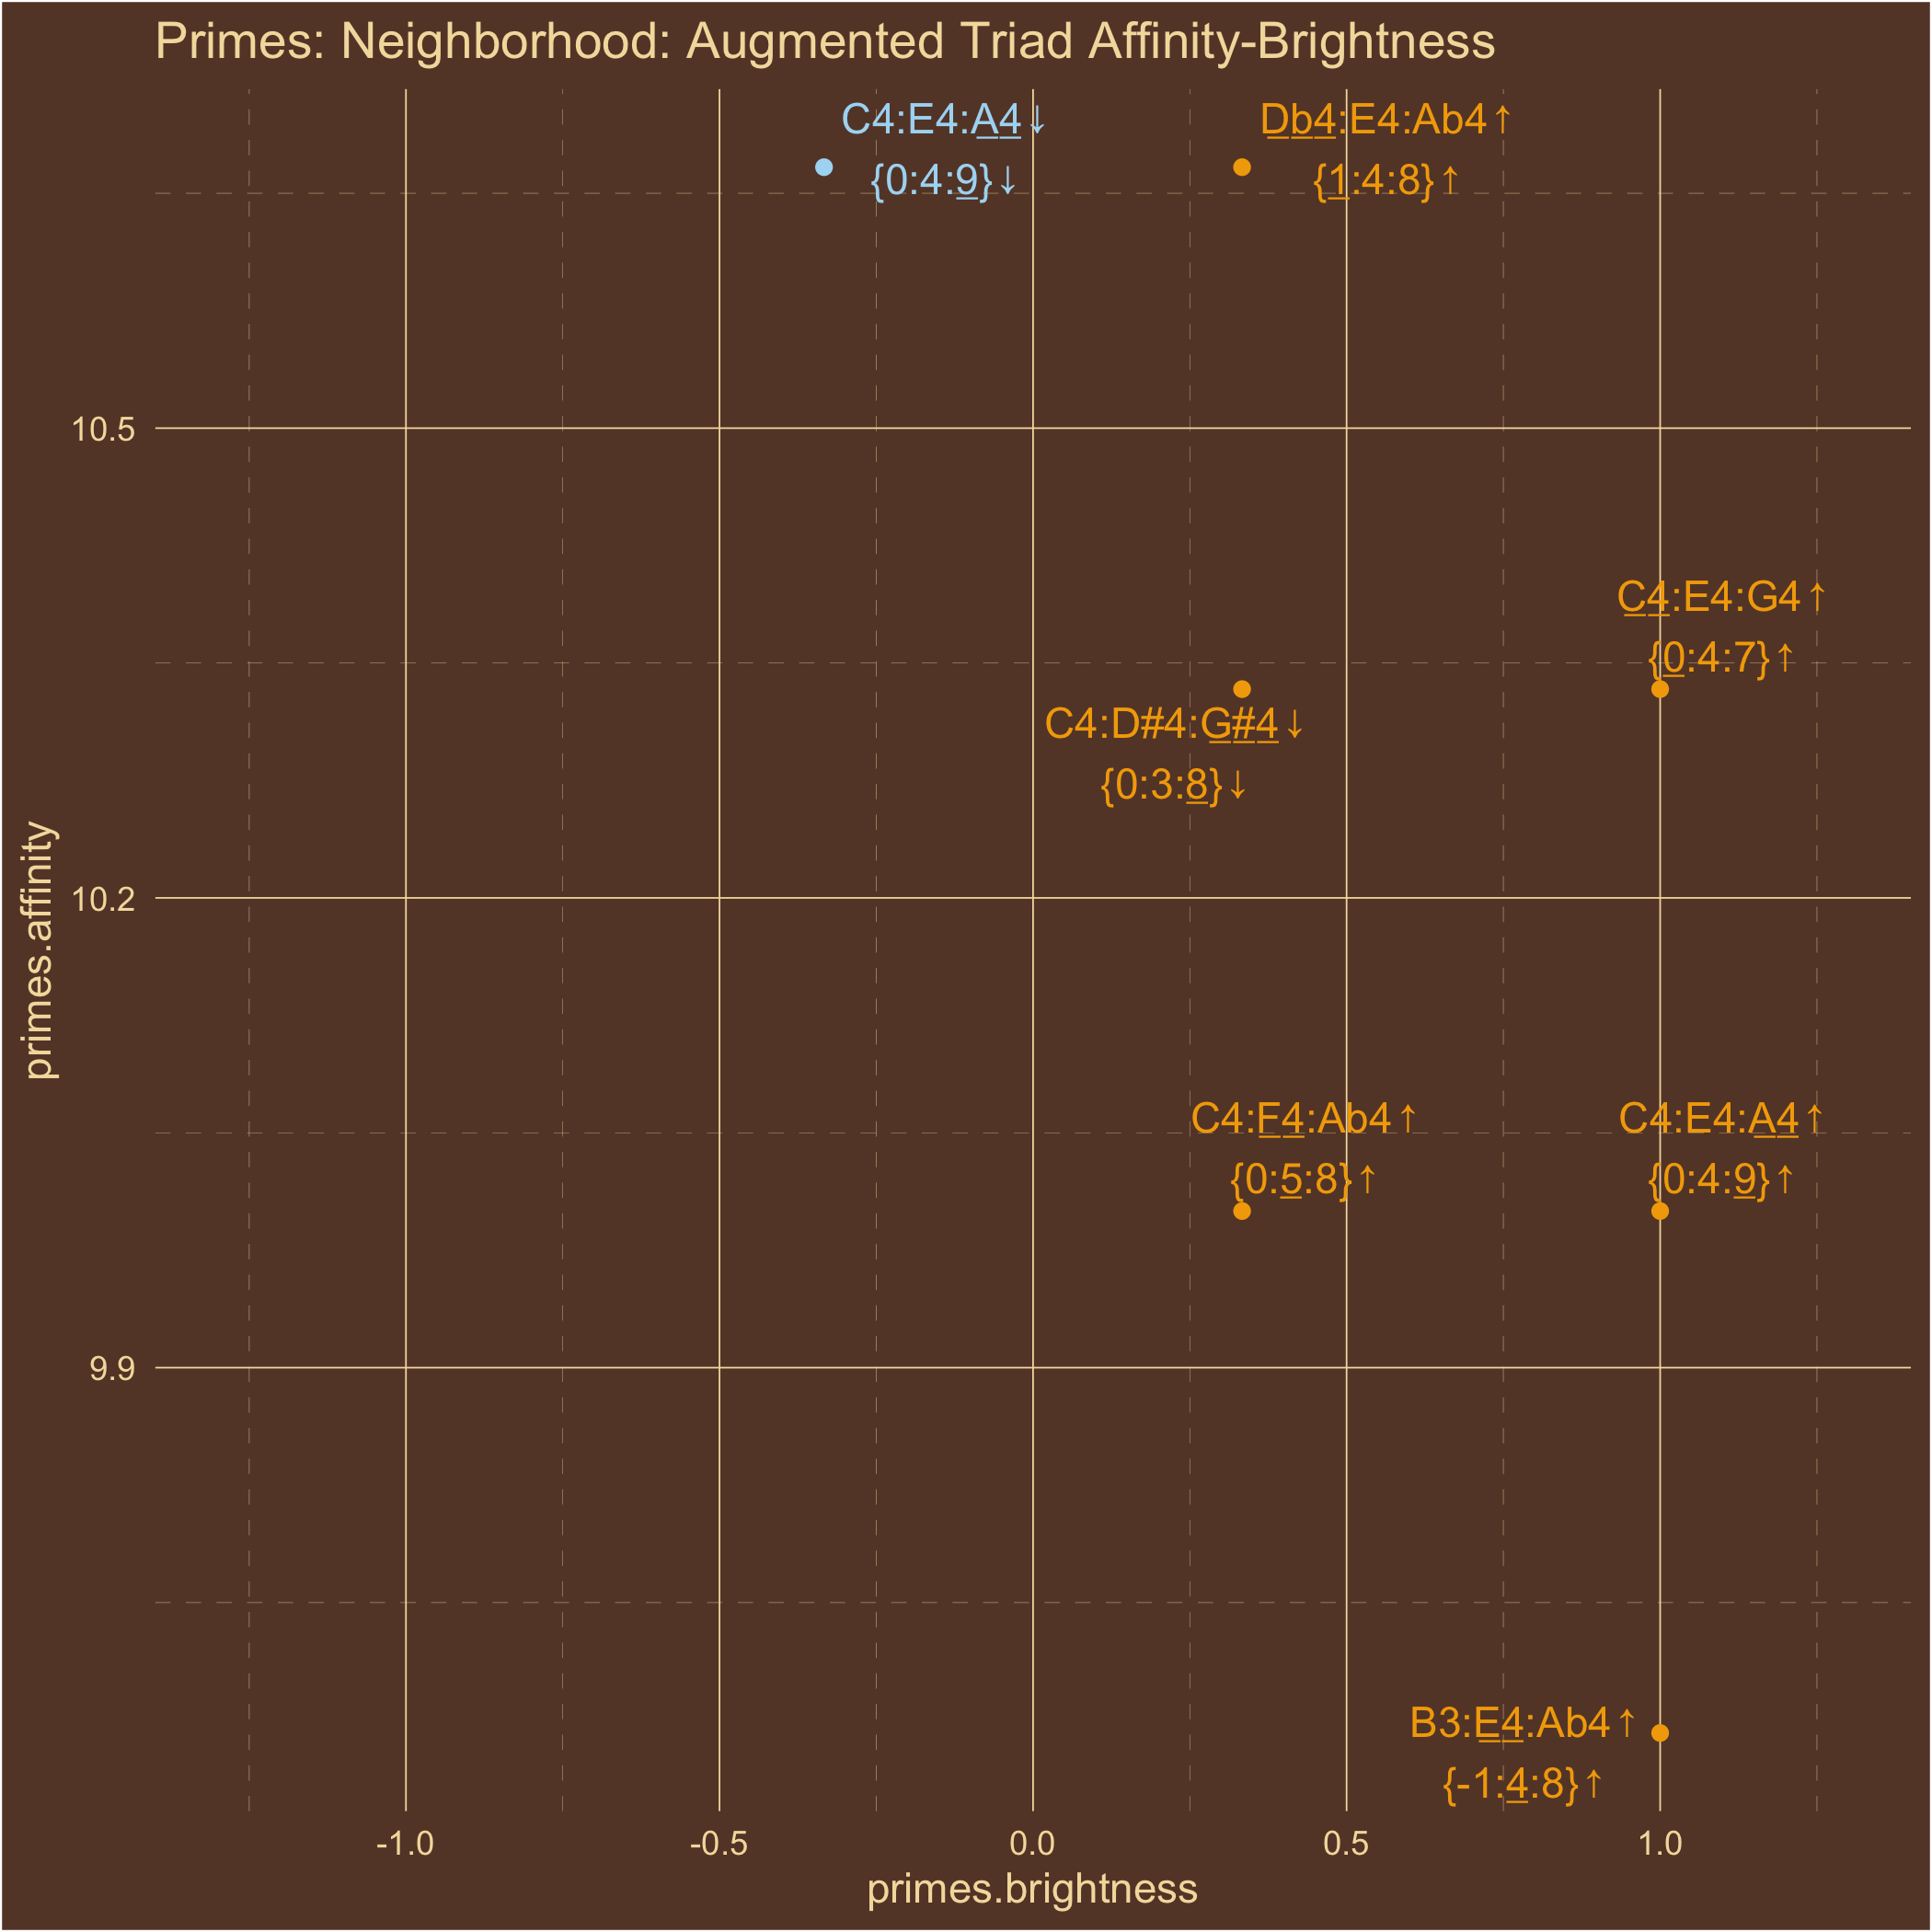 Primes: Neighborhood: Augmented Triad Affinity-Brightness
C4:E4:A4↓
{0:4:9}↓
Db4:E4:Ab4↑
{1:4:8}↑
10.5
C4:E4:G4↑
{0:4:7}↑
C4:D#4:G#4↓
{0:3:8}↓
10.2
primes.affinity
C4:F4:Ab4↑
{0:5:8}↑
C4:E4:A4↑
{0:4:9}↑
9.9
B3:E4:Ab4↑
{-1:4:8}↑
-1.0
-0.5
0.0
0.5
1.0
primes.brightness